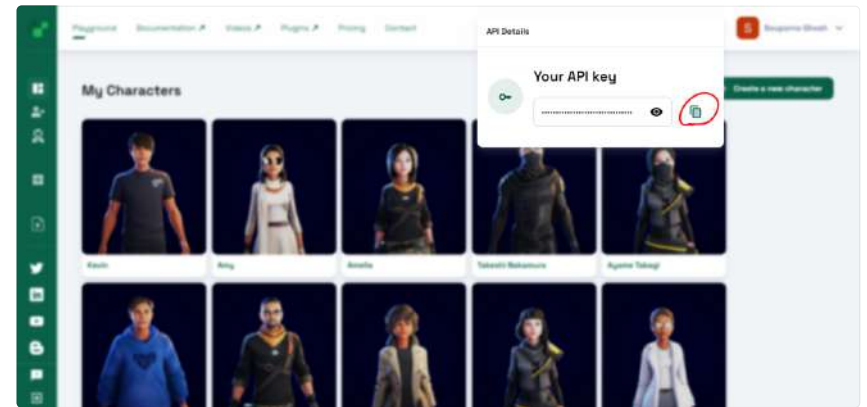 Playground Documentation Videos Plugins Pricing Contact
API Details
S
Your API key
My Characters
Create a new character
Kevin
Amy
Amelia
Takeshi Nakamura
Ayame Takagi